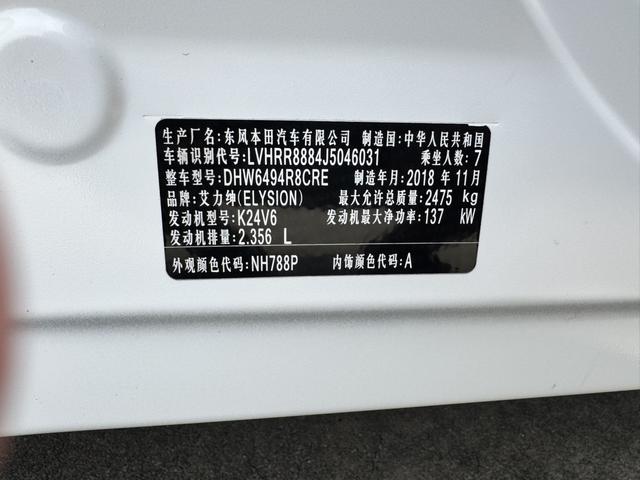 生产厂名:东风本田汽车有限公司 制造国:中华人民共和国
车辆识别代号:LVHRR8884J5046031 乘坐人数:7
整车型号:DHW6494R8CRE 制造年月:2018 年 11月
品牌:艾力绅(ELYSION) 最大允许总质量:2475 kg
发动机型号:K24V6 发动机最大净功率:137 kW
发动机排量:2.356 L
外观颜色代码:NH788P 内饰颜色代码:A